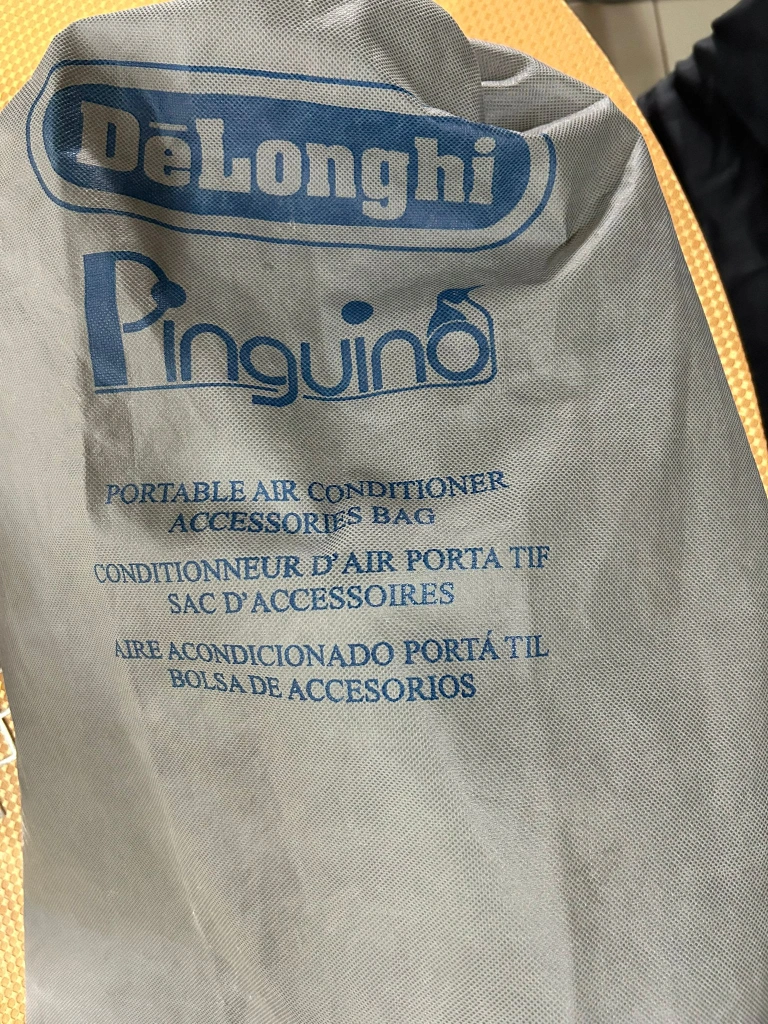 DēLonghi
Pinguino
PORTABLE AIR CONDITIONER
ACCESSORIES BAG
CONDITIONNEUR D'AIR PORTA TIF
SAC D'ACCESSOIRES
AIRE ACONDICIONADO PORTÁ TIL
BOLSA DE ACCESORIOS